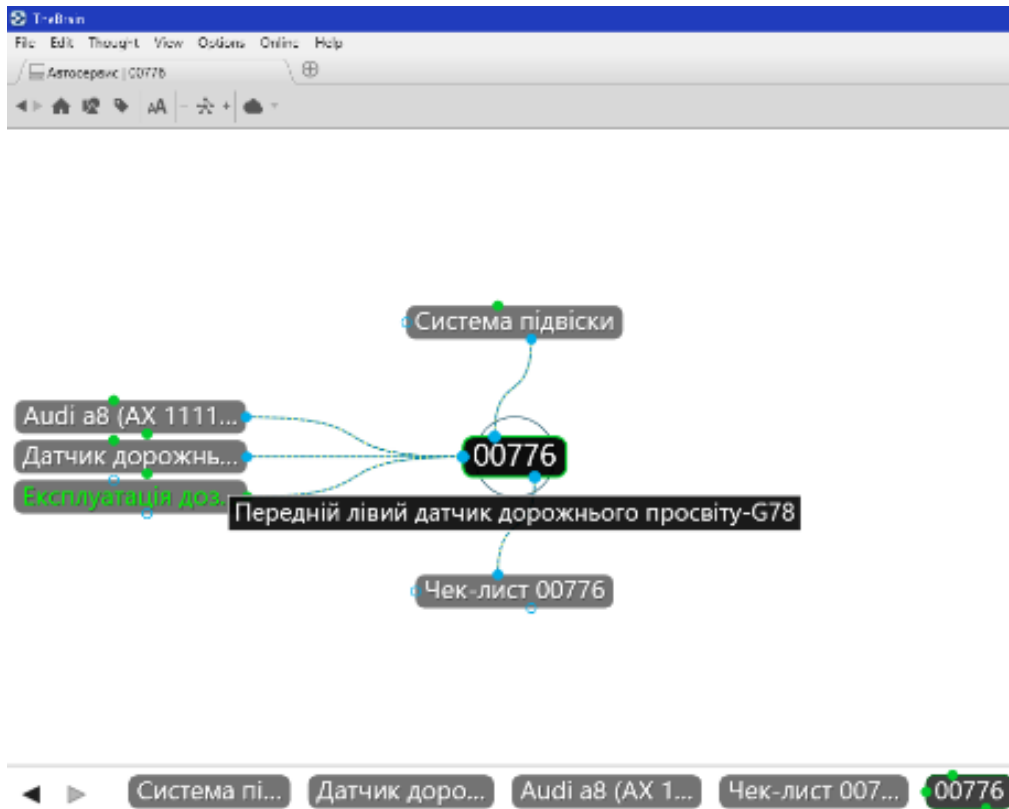 TheBrain
File Edit Thought View Options Online Help
Автосервис | 00776
AA
Система підвіски
Audi a8 (AX 1111...
Датчик дорожнь...
00776
Експлуатація доз...
Передній лівий датчик дорожнього просвіту-G78
Чек-лист 00776
Система пі... Датчик доро... Audi a8 (AX 1... Чек-лист 007... 00776